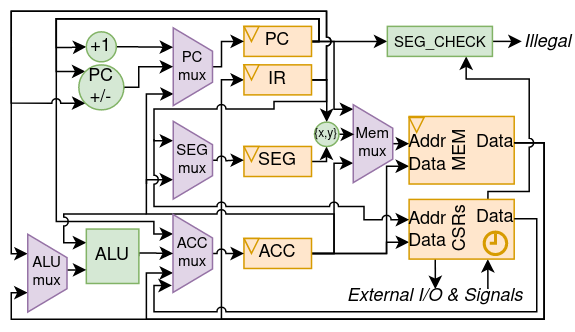 +1
PC
+/-
PC
mux
PC
IR
SEG_CHECK
Illegal
SEG
mux
SEG
{x,y}
Mem
mux
Addr
Data
MEM
Data
ALU
mux
ALU
ACC
mux
ACC
Addr
Data
CSRs
Data
External I/O & Signals